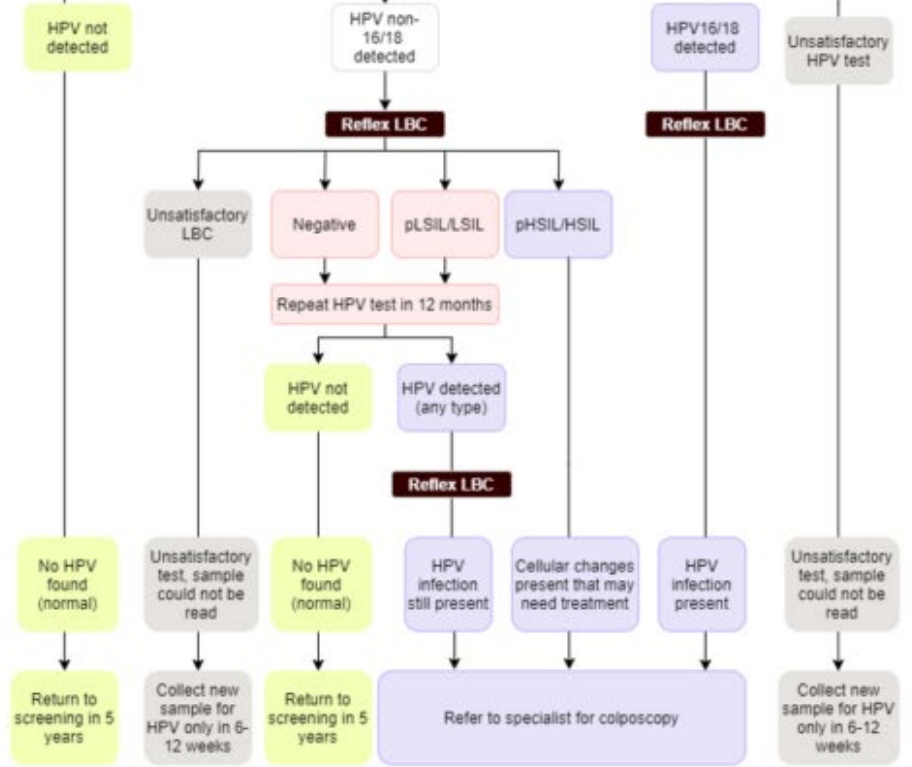 HPV not
detected
HPV non-
16/18
detected
HPV16/18
detected
Unsatisfactory
HPV test
Reflex LBC
Reflex LBC
Unsatisfactory
LBC
Negative
pLSIL/LSIL
pHSIL/HSIL
Repeat HPV test in 12 months
HPV not
detected
HPV detected
(any type)
Reflex LBC
No HPV
found
(normal)
Unsatisfactory
test, sample
could not be
read
No HPV
found
(normal)
HPV
infection
still present
Cellular changes
present that may
need treatment
HPV
infection
present
Unsatisfactory
test, sample
could not be
read
Return to
screening in 5
years
Collect new
sample for
HPV only in 6-
12 weeks
Return to
screening in 5
years
Refer to specialist for colposcopy
Collect new
sample for HPV
only in 6-12
weeks